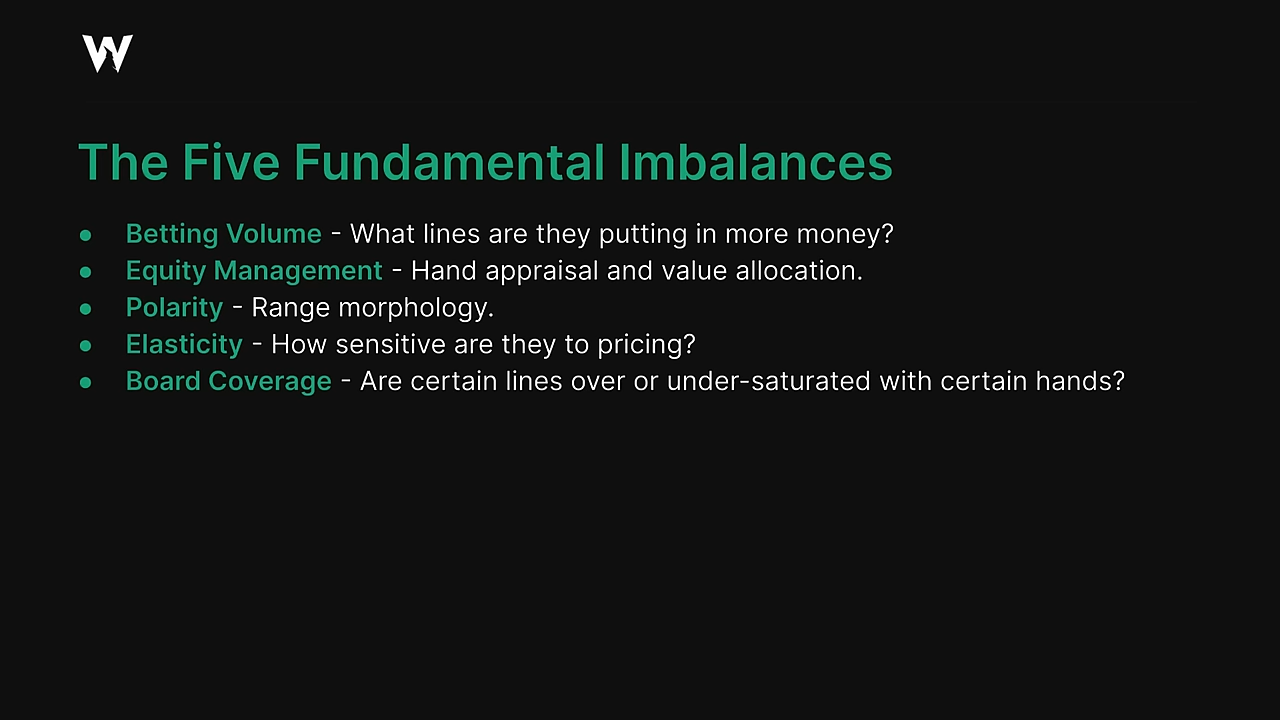 W
The Five Fundamental Imbalances
● Betting Volume - What lines are they putting in more money?
● Equity Management - Hand appraisal and value allocation.
● Polarity - Range morphology.
● Elasticity - How sensitive are they to pricing?
● Board Coverage - Are certain lines over or under-saturated with certain hands?